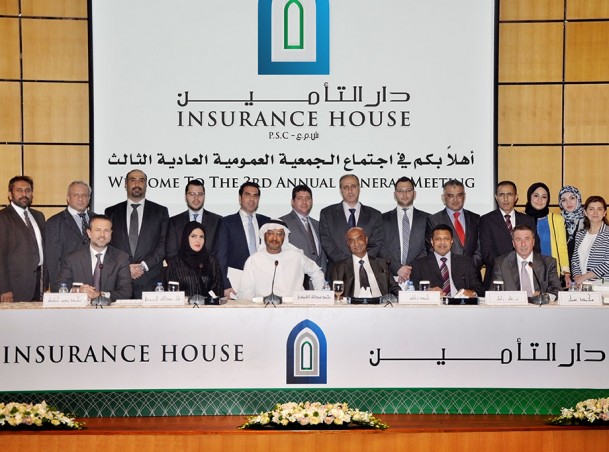 دار التأمين
INSURANCE HOUSE
P.S.C - ش.م.ع
أهلاً بكم في اجتماع الجمعية العمومية العادية الثالث
WELCOME TO THE 3RD ANNUAL GENERAL MEETING
INSURANCE HOUSE
دار التأمين